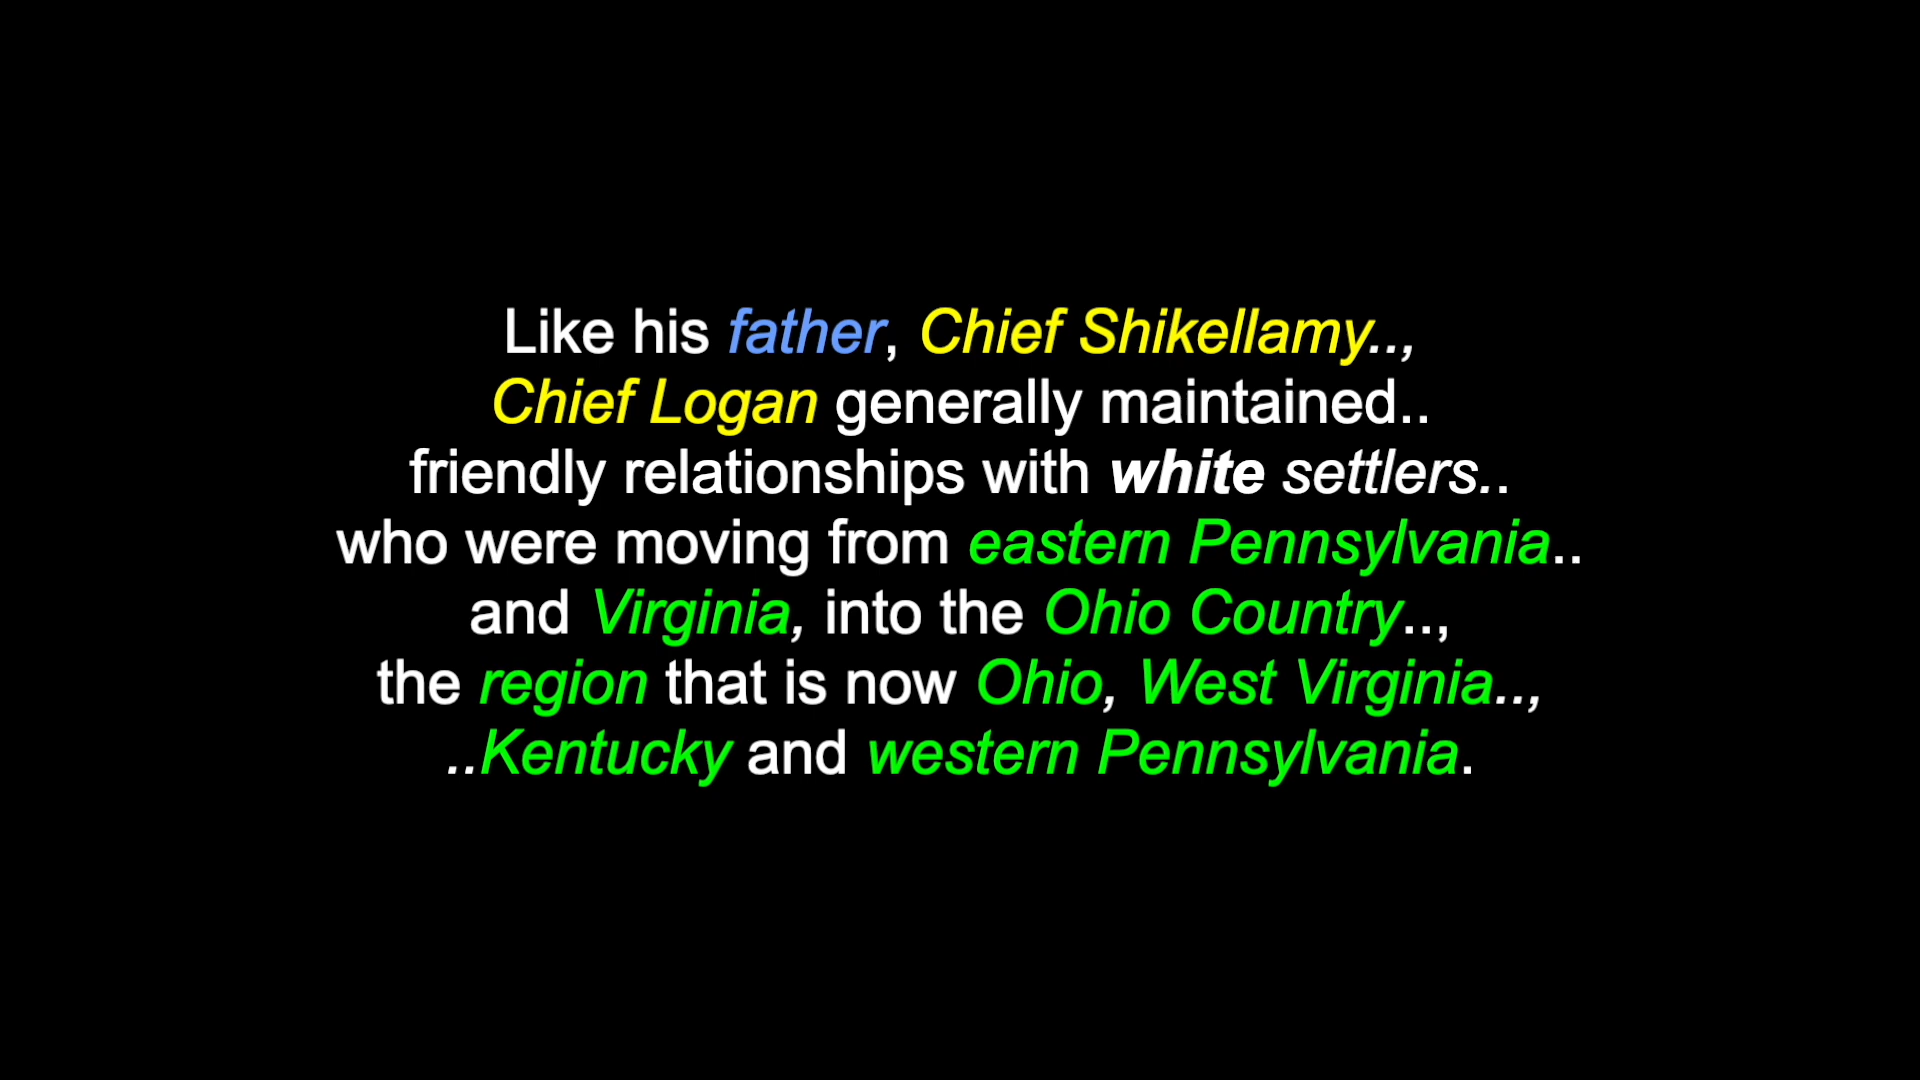 Like his father, Chief Shikellamy..,
Chief Logan generally maintained..
friendly relationships with white settlers..
who were moving from eastern Pennsylvania..
and Virginia, into the Ohio Country..,
the region that is now Ohio, West Virginia..,
..Kentucky and western Pennsylvania.